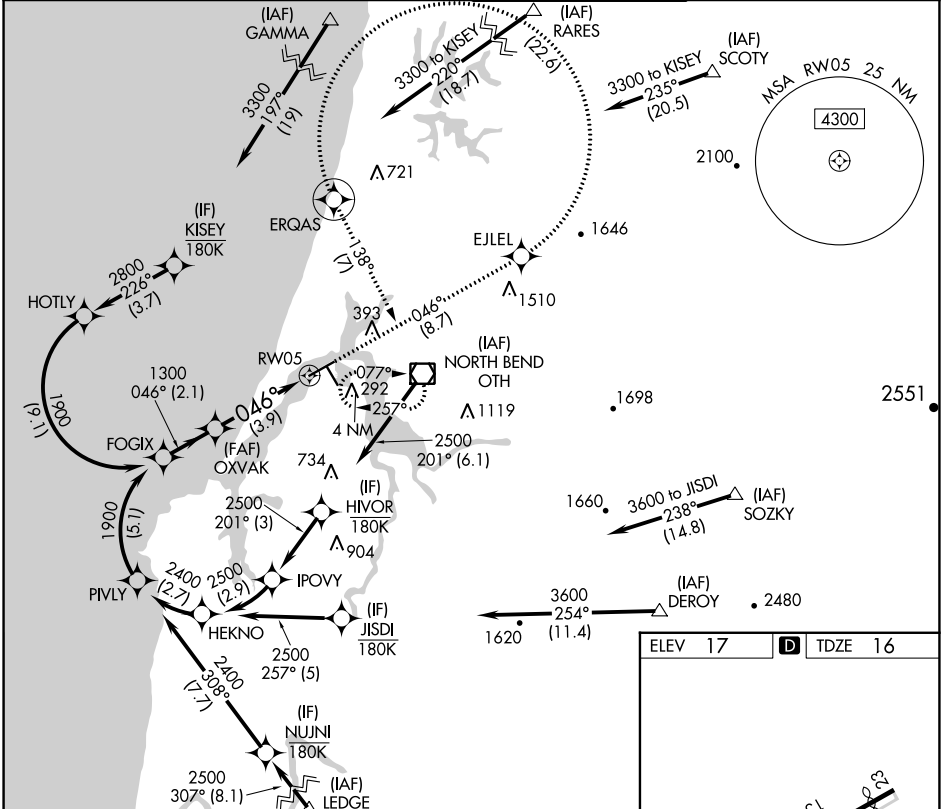 (IAF)
GAMMA
3300
197°
(19)
3300 to KISEY
220°
(18.7)
(IAF)
RARES
(22.6)
3300 to KISEY
235°
(20.5)
(IAF)
SCOTY
MSA RW05 25 NM
4300
2100
721
ERQAS
(IF)
KISEY
180K
2800
226°
(3.7)
HOTLY
138°
(7)
EJLEL
1646
1510
046°
(8.7)
393
RW05
(IAF)
NORTH BEND
OTH
077°
292
257°
4 NM
1119
1698
2551
1300
046° (2.1)
046°
(3.9)
1900
(9.1)
FOGIX
(FAF)
OXVAK
2500
201° (6.1)
734
(IF)
HIVOR
180K
2500
201° (3)
904
1660
3600 to JISDI
238°
(14.8)
(IAF)
SOZKY
1900
(5.1)
PIVLY
2400
(2.7)
2500
(2.9)
IPOVY
HEKNO
(IF)
JISDI
180K
2500
257° (5)
3600
254°
(11.4)
(IAF)
DEROY
2480
1620
2400
308°
(7.7)
(IF)
NUJNI
180K
2500
307° (8.1)
(IAF)
LEDGE
ELEV 17
D
TDZE 16
23